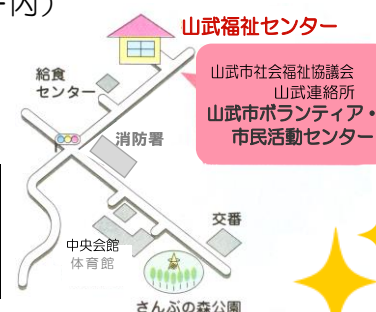 内）
山武福祉センター
山武市社会福祉協議会
山武連絡所
山武市ボランティア・
市民活動センター
給食
センター
消防署
交番
中央会館
体育館
さんぶの森公園